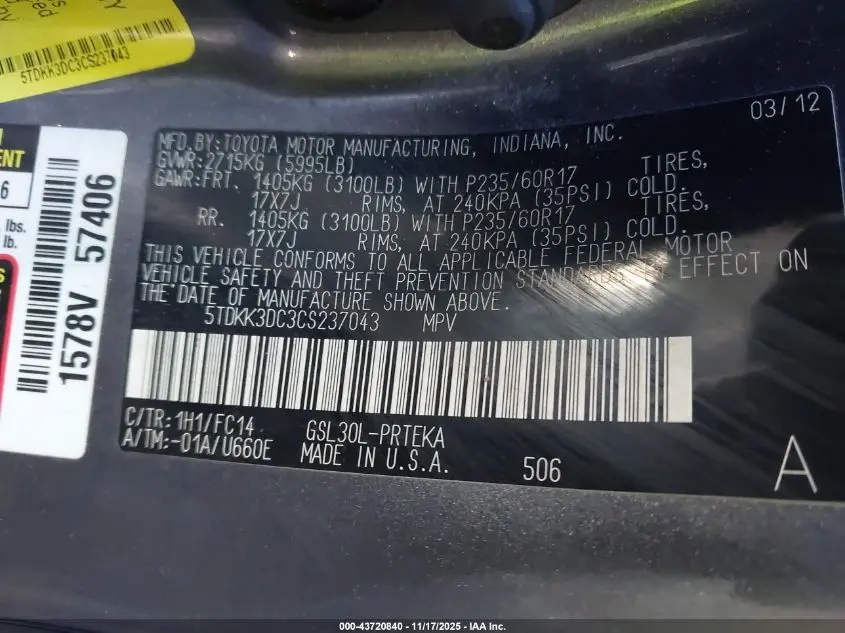 5TDKK3DC3CS237043
1578V 57406
6
lbs.
lb.
03/12
MFD.BY:TOYOTA MOTOR MANUFACTURING, INDIANA, INC.
GVWR:2715KG (5995LB)
GAWR:FRT. 1405KG (3100LB) WITH P235/60R17 TIRES,
17X7J RIMS, AT 240KPA (35PSI) COLD.
RR. 1405KG (3100LB) WITH P235/60R17 TIRES,
17X7J RIMS, AT 240KPA (35PSI) COLD.
THIS VEHICLE CONFORMS TO ALL APPLICABLE FEDERAL MOTOR
VEHICLE SAFETY AND THEFT PREVENTION STANDARDS IN EFFECT ON
THE DATE OF MANUFACTURE SHOWN ABOVE.
5TDKK3DC3CS237043 MPV
C/TR:1H1/FC14 GSL30L-PRTEKA
A/TM:-01A/U660E MADE IN U.S.A. 506 A
000-43720840 - 11/17/2025 - IAA Inc.